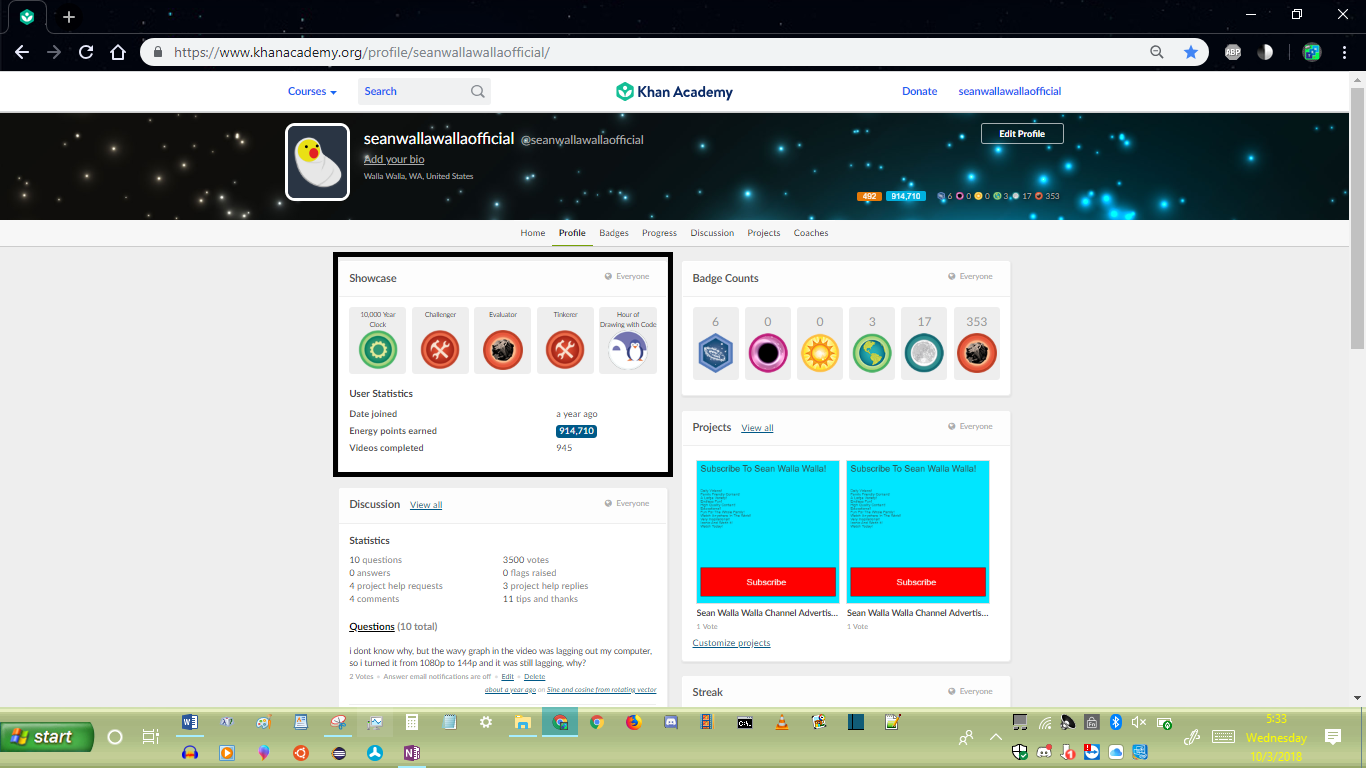 https://www.khanacademy.org/profile/seanwallawallaofficial/
ABP
Courses
Search
Khan Academy
Donate
seanwallawallaofficial
seanwallawallaofficial @seanwallawallaofficial
Add your bio
Walla Walla, WA, United States
Edit Profile
492 914,710 6 0 0 3 17 353
Home Profile Badges Progress Discussion Projects Coaches
Showcase Everyone
10,000 Year Clock
Challenger
Evaluator
Tinkerer
Hour of Drawing with Code
User Statistics
Date joined a year ago
Energy points earned 914,710
Videos completed 945
Badge Counts Everyone
6 0 0 3 17 353
Projects View all Everyone
Subscribe To Sean Walla Walla!
Subscribe
Sean Walla Walla Channel Advertis...
1 Vote
Subscribe To Sean Walla Walla!
Subscribe
Sean Walla Walla Channel Advertis...
1 Vote
Customize projects
Discussion View all Everyone
Statistics
10 questions 3500 votes
0 answers 0 flags raised
4 project help requests 3 project help replies
4 comments 11 tips and thanks
Questions (10 total)
i dont know why, but the wavy graph in the video was lagging out my computer,
so i turned it from 1080p to 144p and it was still lagging, why?
2 Votes • Answer email notifications are off • Edit • Delete
about a year ago on Sine and cosine from rotating vector
Streak Everyone
start
5:33
Wednesday
10/3/2018